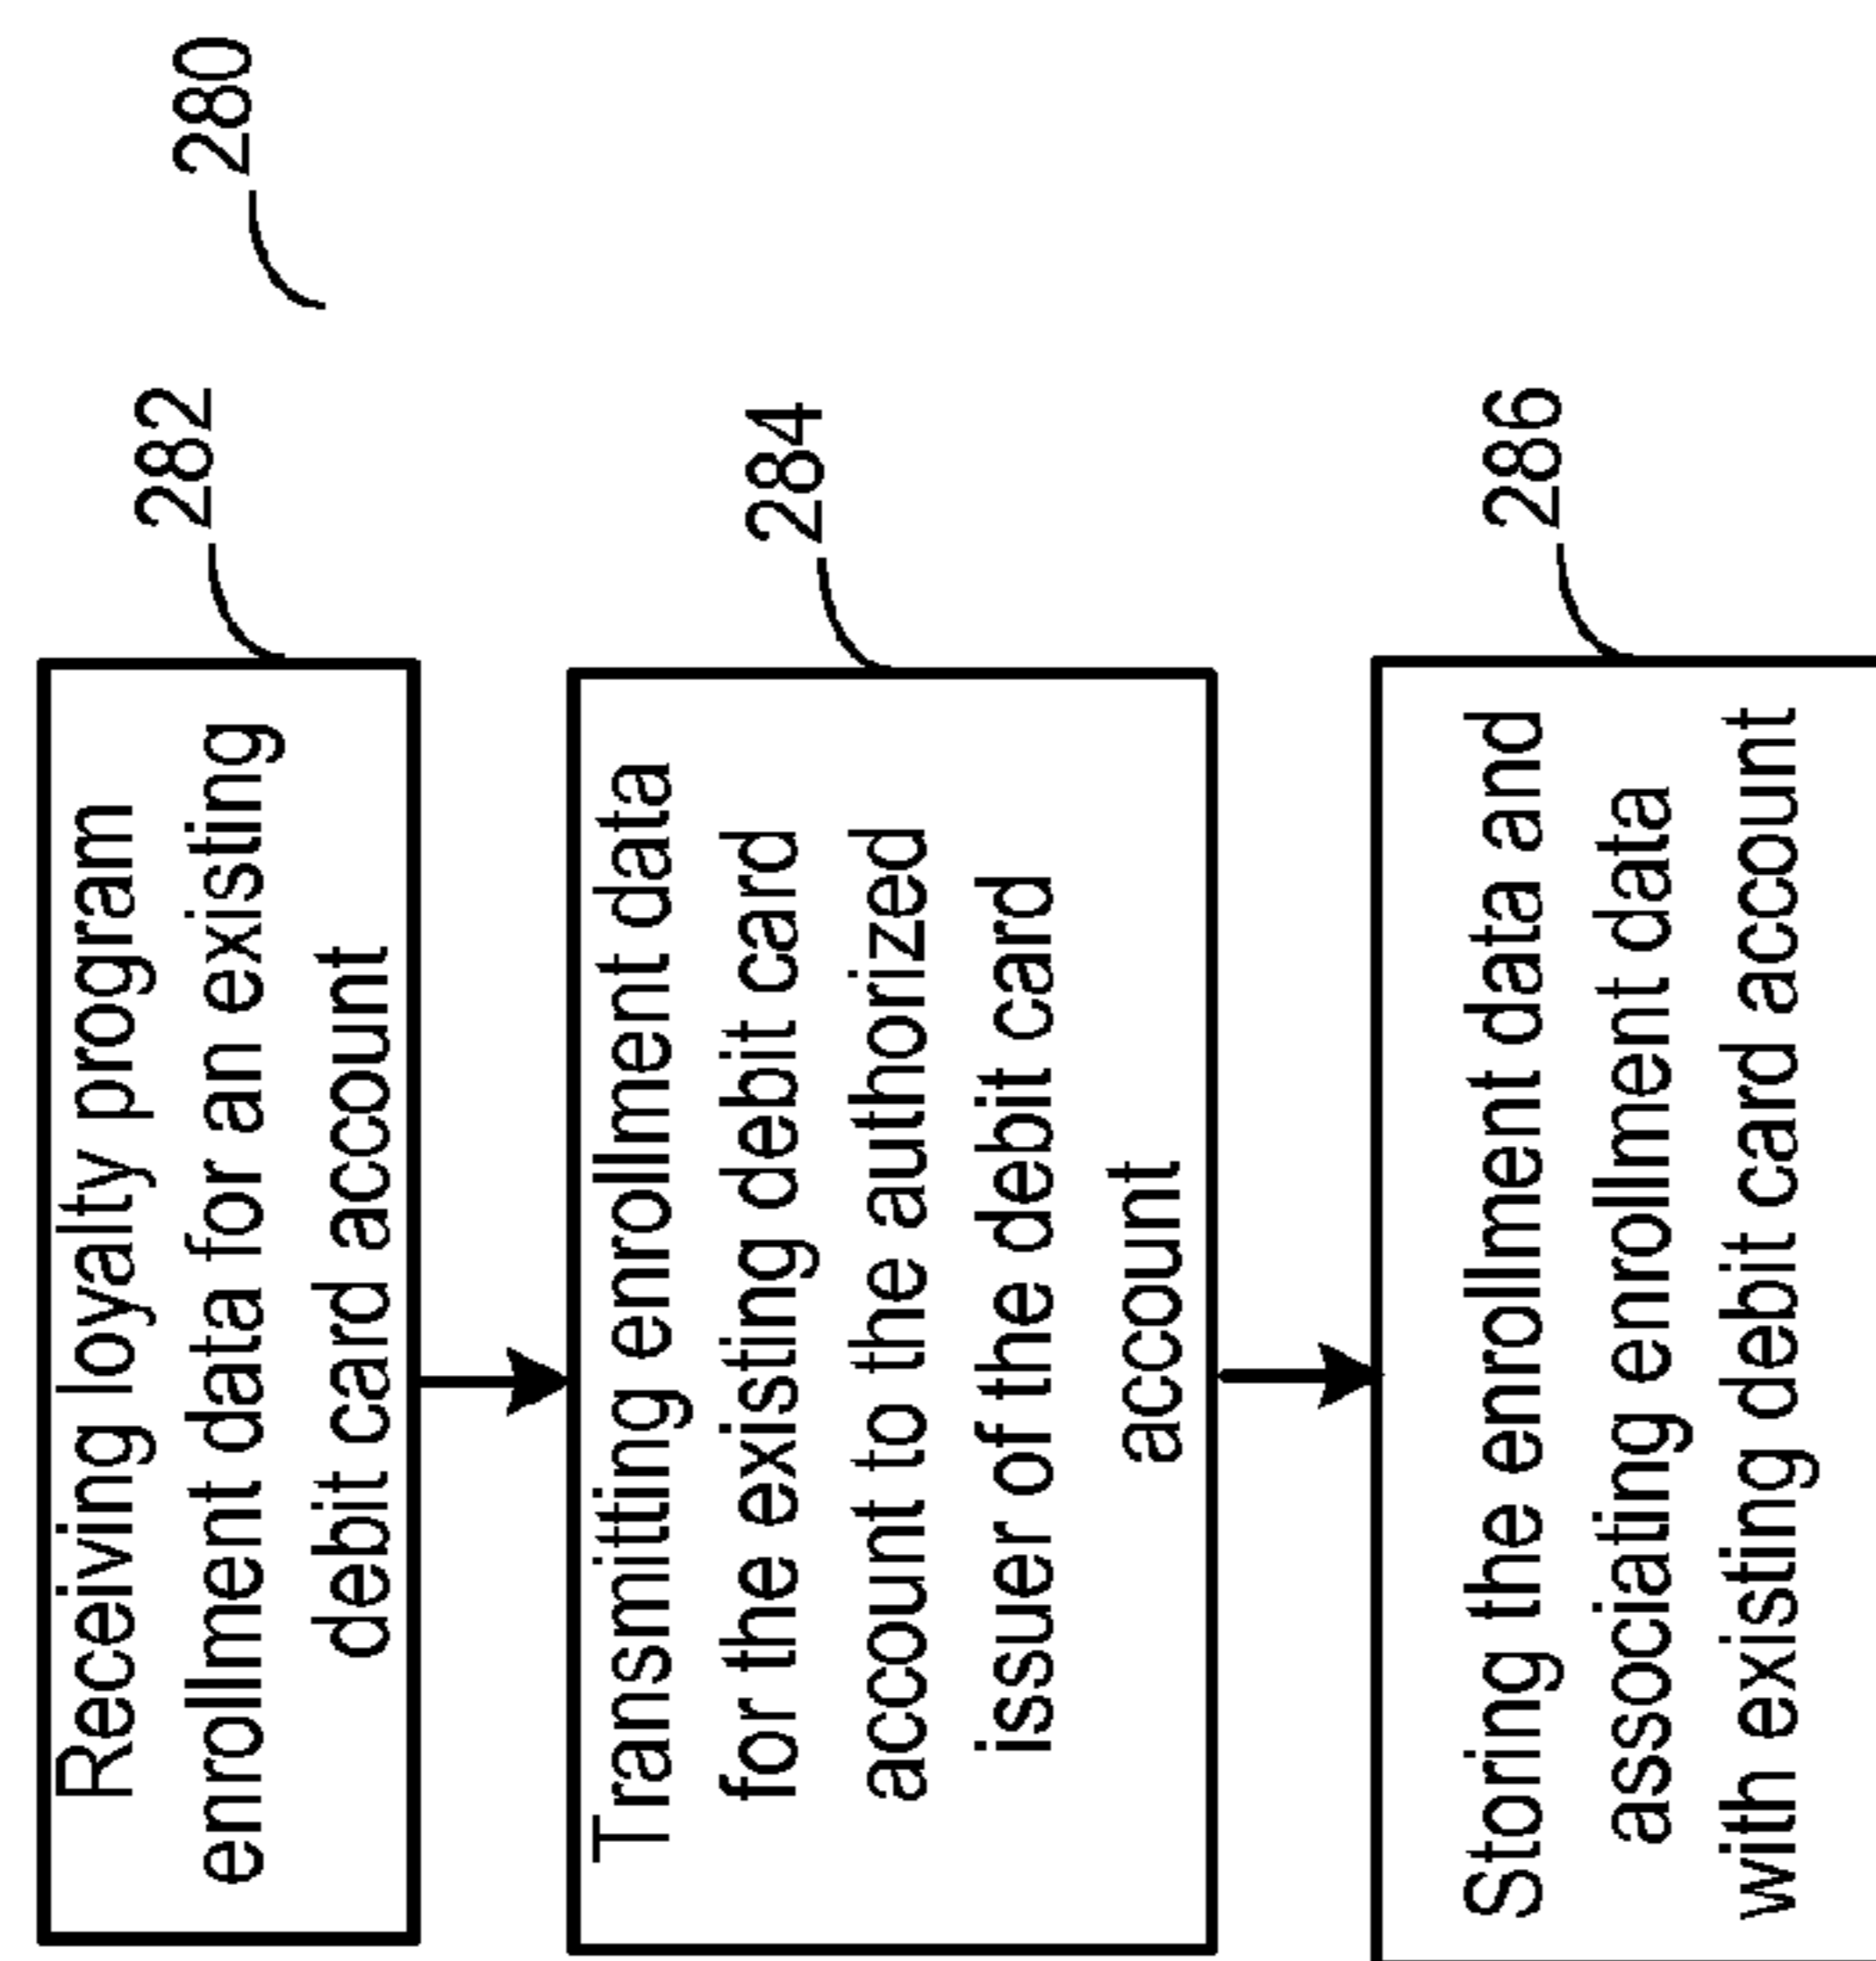 280
282
Receiving loyalty program
enrollment data for an existing
debit card account
284
Transmitting enrollment data
for the existing debit card
account to the authorized
issuer of the debit card
account
286
Storing the enrollment data and
associating enrollment data
with existing debit card account